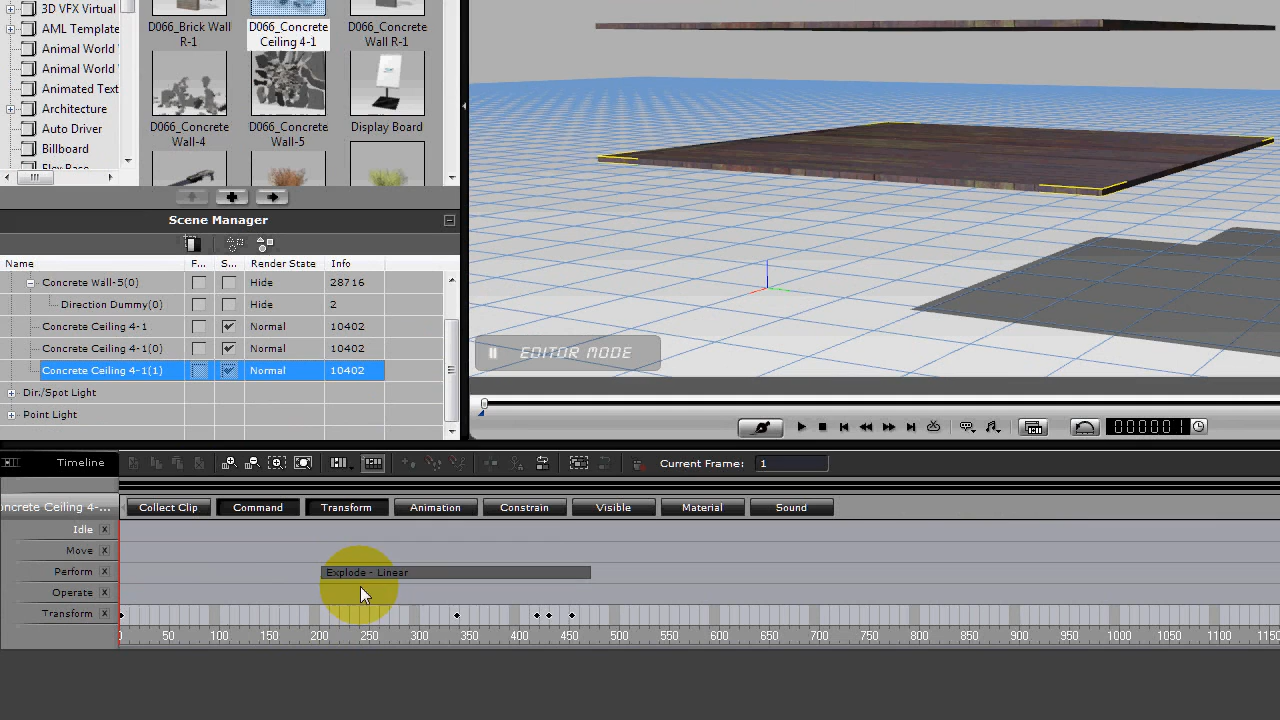 3D VFX Virtual
AML Template
Animal World
Animal World
Animated Text
Architecture
Auto Driver
Billboard
D066_Brick Wall R-1
D066_Concrete Ceiling 4-1
D066_Concrete Wall R-1
D066_Concrete Wall-4
D066_Concrete Wall-5
Display Board
Scene Manager
Name F... S... Render State Info
Concrete Wall-5(0) Hide 28716
Direction Dummy(0) Hide 2
Concrete Ceiling 4-1 Normal 10402
Concrete Ceiling 4-1(0) Normal 10402
Concrete Ceiling 4-1(1) Normal 10402
Dir./Spot Light
Point Light
EDITOR MODE
00000 1
Timeline
Current Frame: 1
oncrete Ceiling 4-...
Collect Clip Command Transform Animation Constrain Visible Material Sound
Idle x
Move x
Perform x
Explode - Linear
Operate x
Transform x
0 50 100 150 200 250 300 350 400 450 500 550 600 650 700 750 800 850 900 950 1000 1050 1100 115